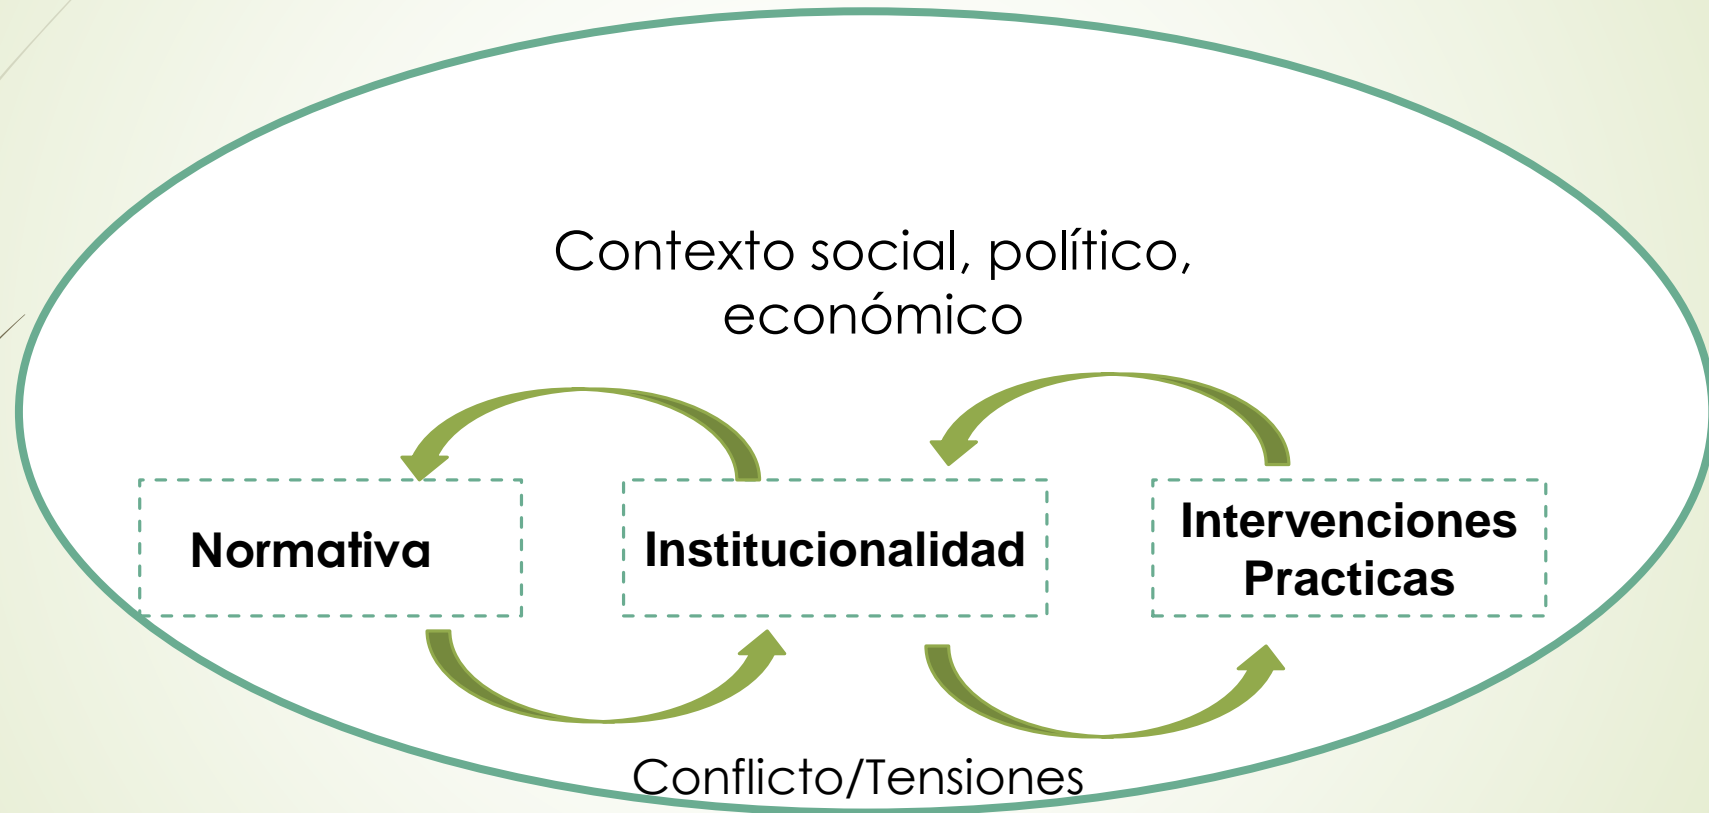 Contexto social, político,
económico
Normativa
Institucionalidad
Intervenciones
Practicas
Conflicto/Tensiones